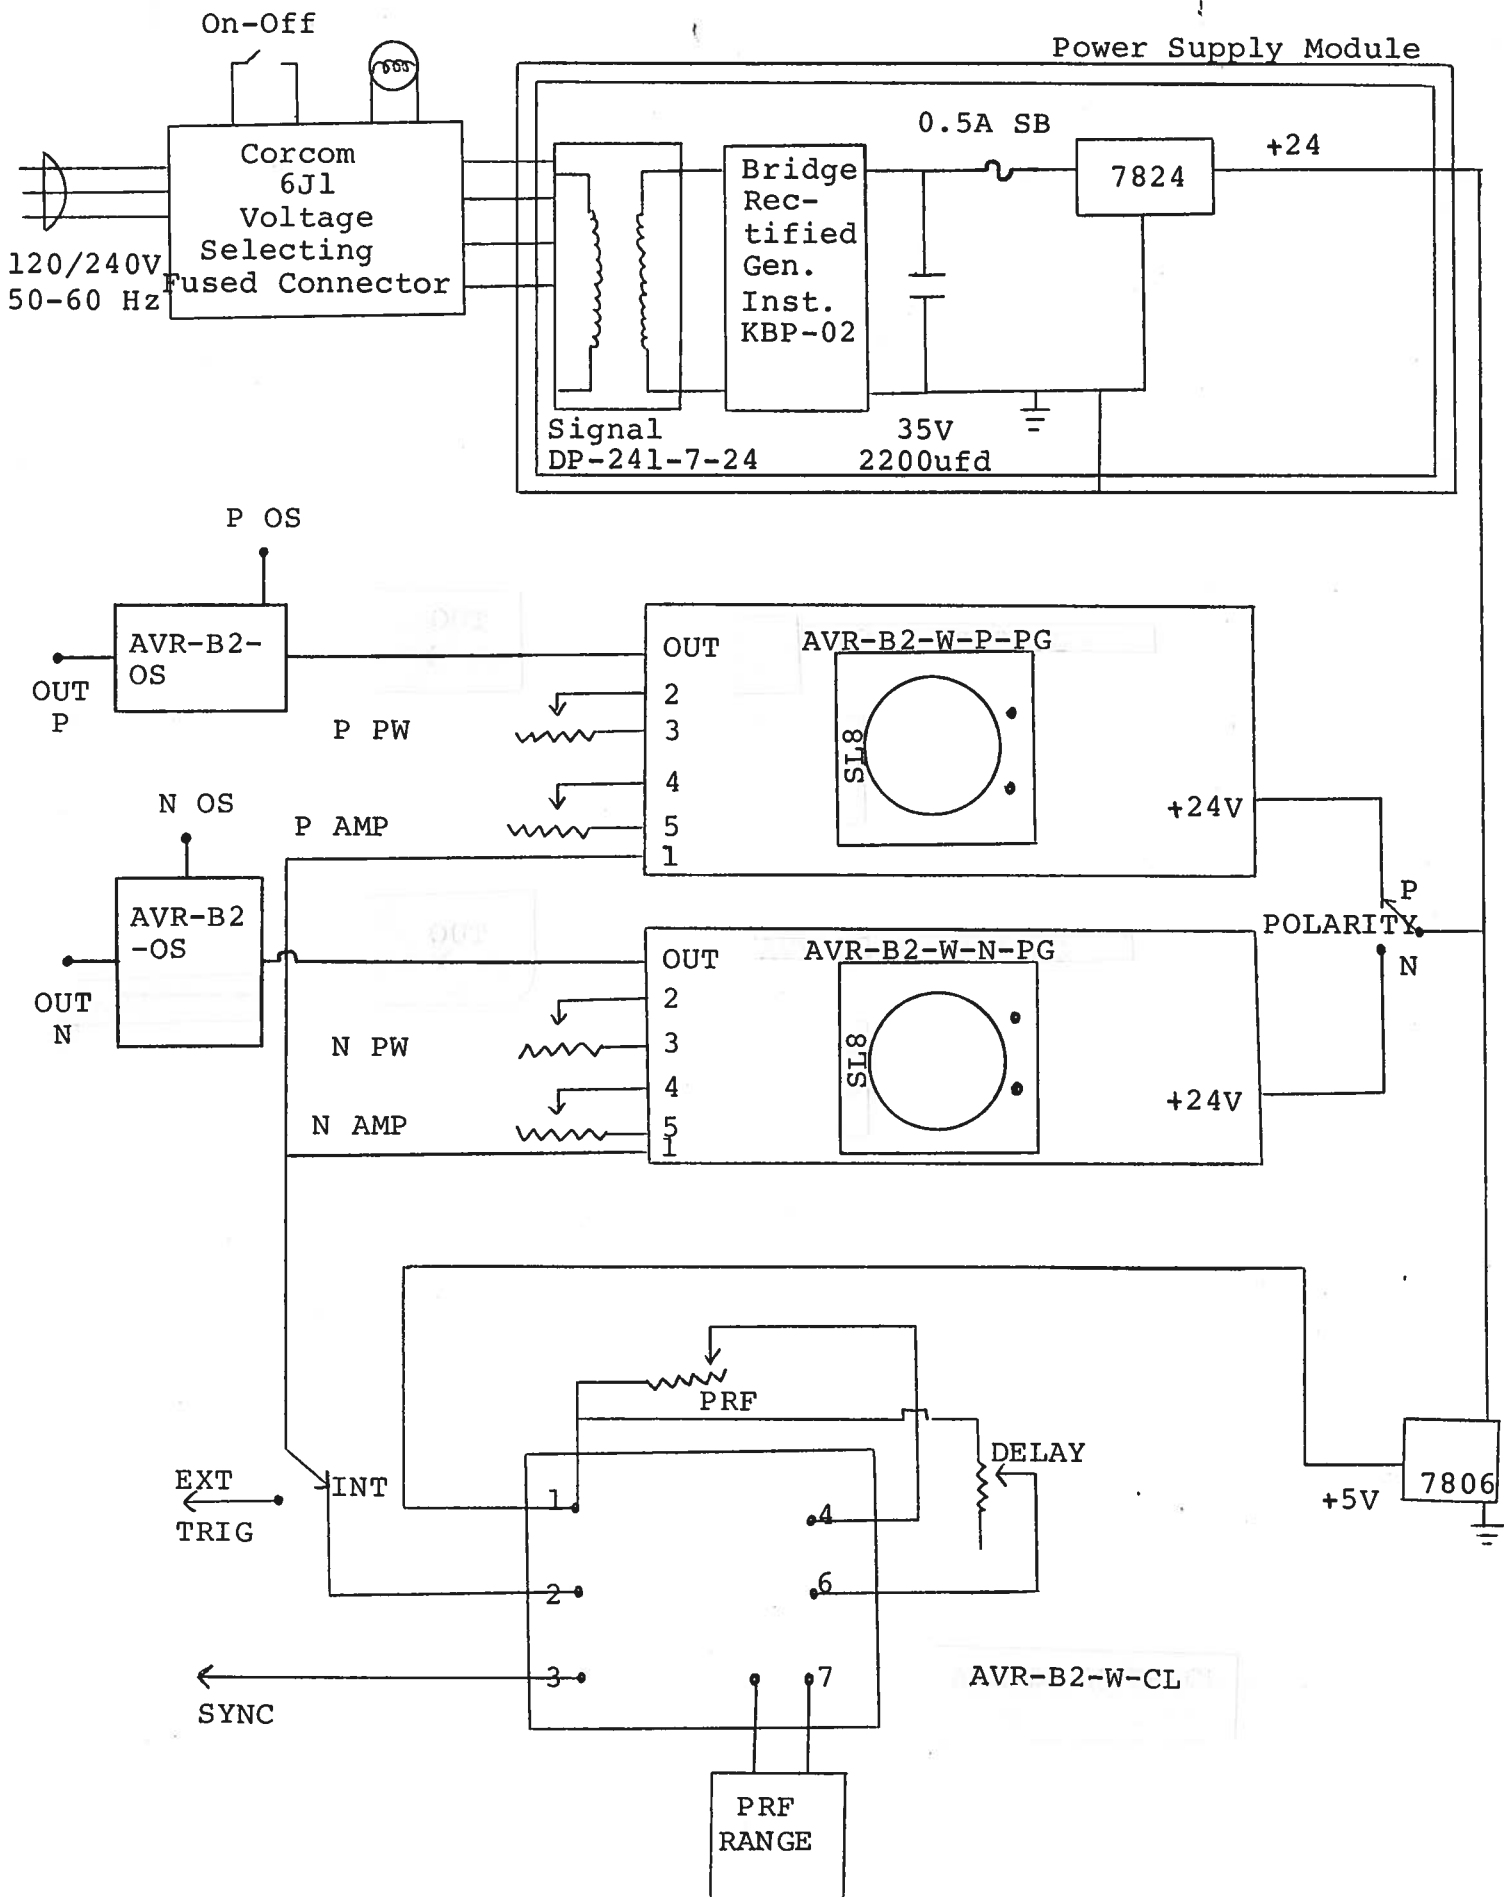 On-Off
Power Supply Module
Corcom
6J1
Voltage
Selecting
Fused Connector
120/240V
50-60 Hz
Signal
DP-241-7-24
Bridge
Rec-
tified
Gen.
Inst.
KBP-02
0.5A SB
7824
+24
35V
2200ufd
P OS
AVR-B2-
OS
OUT
P
P PW
P AMP
OUT
2
3
4
5
1
AVR-B2-W-P-PG
SL8
+24V
N OS
AVR-B2
-OS
OUT
N
N PW
N AMP
OUT
2
3
4
5
1
AVR-B2-W-N-PG
SL8
+24V
P
POLARITY
N
PRF
DELAY
EXT
TRIG
INT
1
2
3
4
6
7
SYNC
+5V
7806
AVR-B2-W-CL
PRF
RANGE